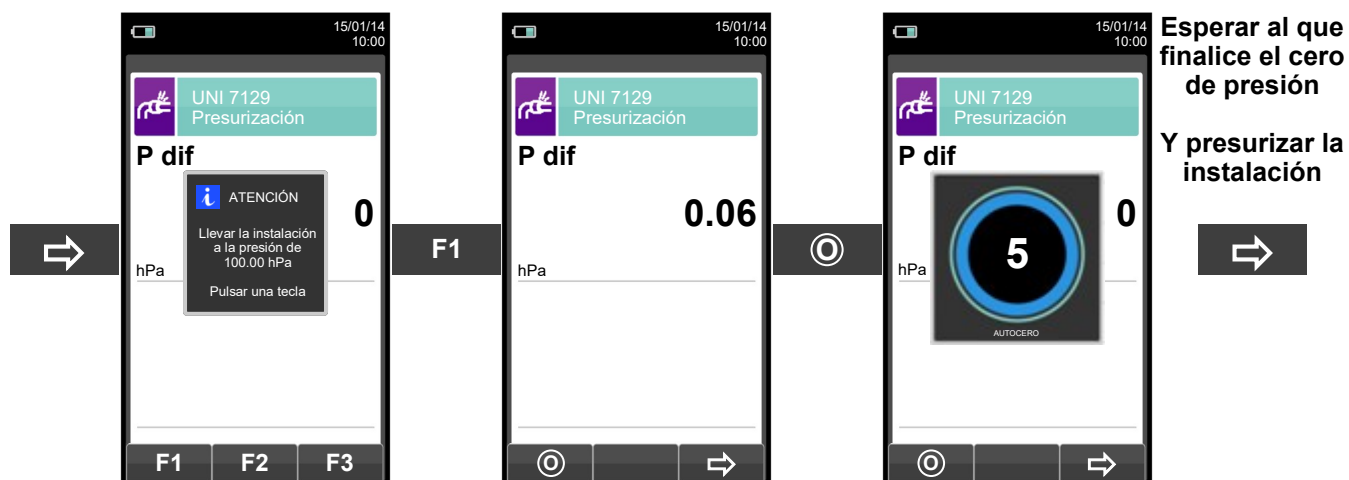 15/01/14
10:00
UNI 7129
Presurización
P dif
i ATENCIÓN
Llevar la instalación
a la presión de
100.00 hPa
Pulsar una tecla
0
hPa
F1 F2 F3
F1
15/01/14
10:00
UNI 7129
Presurización
P dif
0.06
hPa
15/01/14
10:00
UNI 7129
Presurización
P dif
5
AUTOCERO
0
hPa
Esperar al que
finalice el cero
de presión
Y presurizar la
instalación